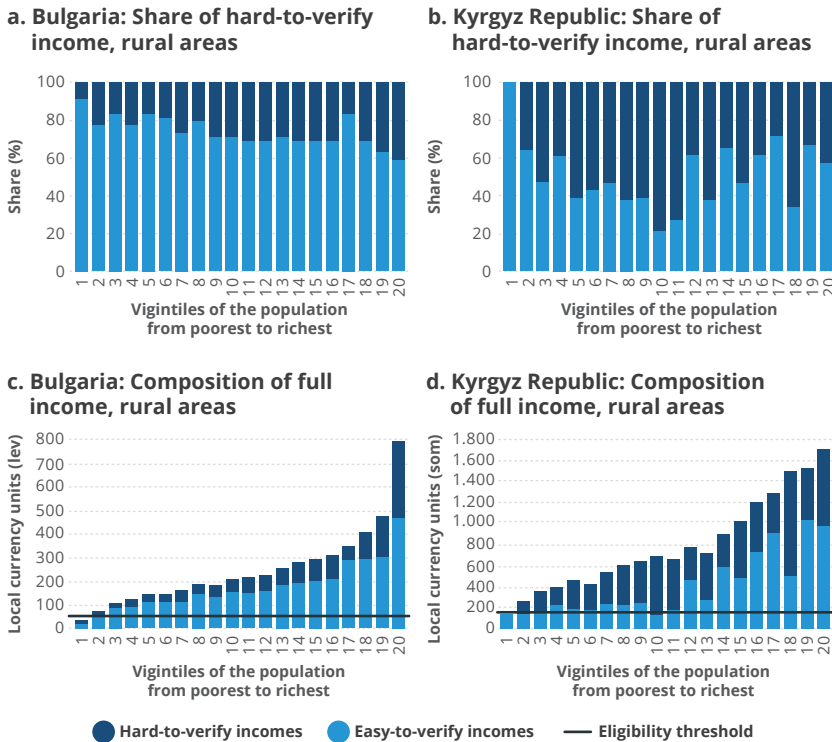 a. Bulgaria: Share of hard-to-verify
income, rural areas
100
80
60
40
20
0
Share (%)
1 2 3 4 5 6 7 8 9 10 11 12 13 14 15 16 17 18 19 20
Vigintiles of the population
from poorest to richest
b. Kyrgyz Republic: Share of
hard-to-verify income, rural areas
100
80
60
40
20
0
Share (%)
1 2 3 4 5 6 7 8 9 10 11 12 13 14 15 16 17 18 19 20
Vigintiles of the population
from poorest to richest
c. Bulgaria: Composition of full
income, rural areas
800
700
600
500
400
300
200
100
0
Local currency units (lev)
1 2 3 4 5 6 7 8 9 10 11 12 13 14 15 16 17 18 19 20
Vigintiles of the population
from poorest to richest
d. Kyrgyz Republic: Composition
of full income, rural areas
1.800
1.600
1.400
1.200
1.000
800
600
400
200
0
Local currency units (som)
1 2 3 4 5 6 7 8 9 10 11 12 13 14 15 16 17 18 19 20
Vigintiles of the population
from poorest to richest
Hard-to-verify incomes Easy-to-verify incomes Eligibility threshold